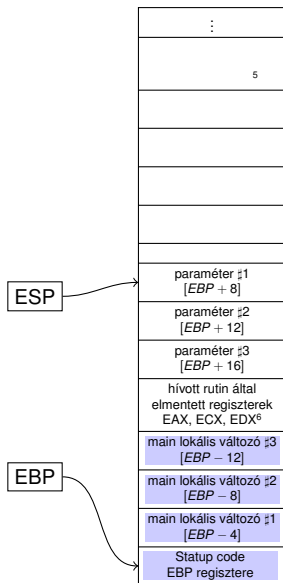 ⋮
5
ESP
paraméter ♯1
[EBP + 8]
paraméter ♯2
[EBP + 12]
paraméter ♯3
[EBP + 16]
hívott rutin által
elmentett regiszterek
EAX, ECX, EDX⁶
EBP
main lokális változó ♯3
[EBP − 12]
main lokális változó ♯2
[EBP − 8]
main lokális változó ♯1
[EBP − 4]
Statup code
EBP regisztere